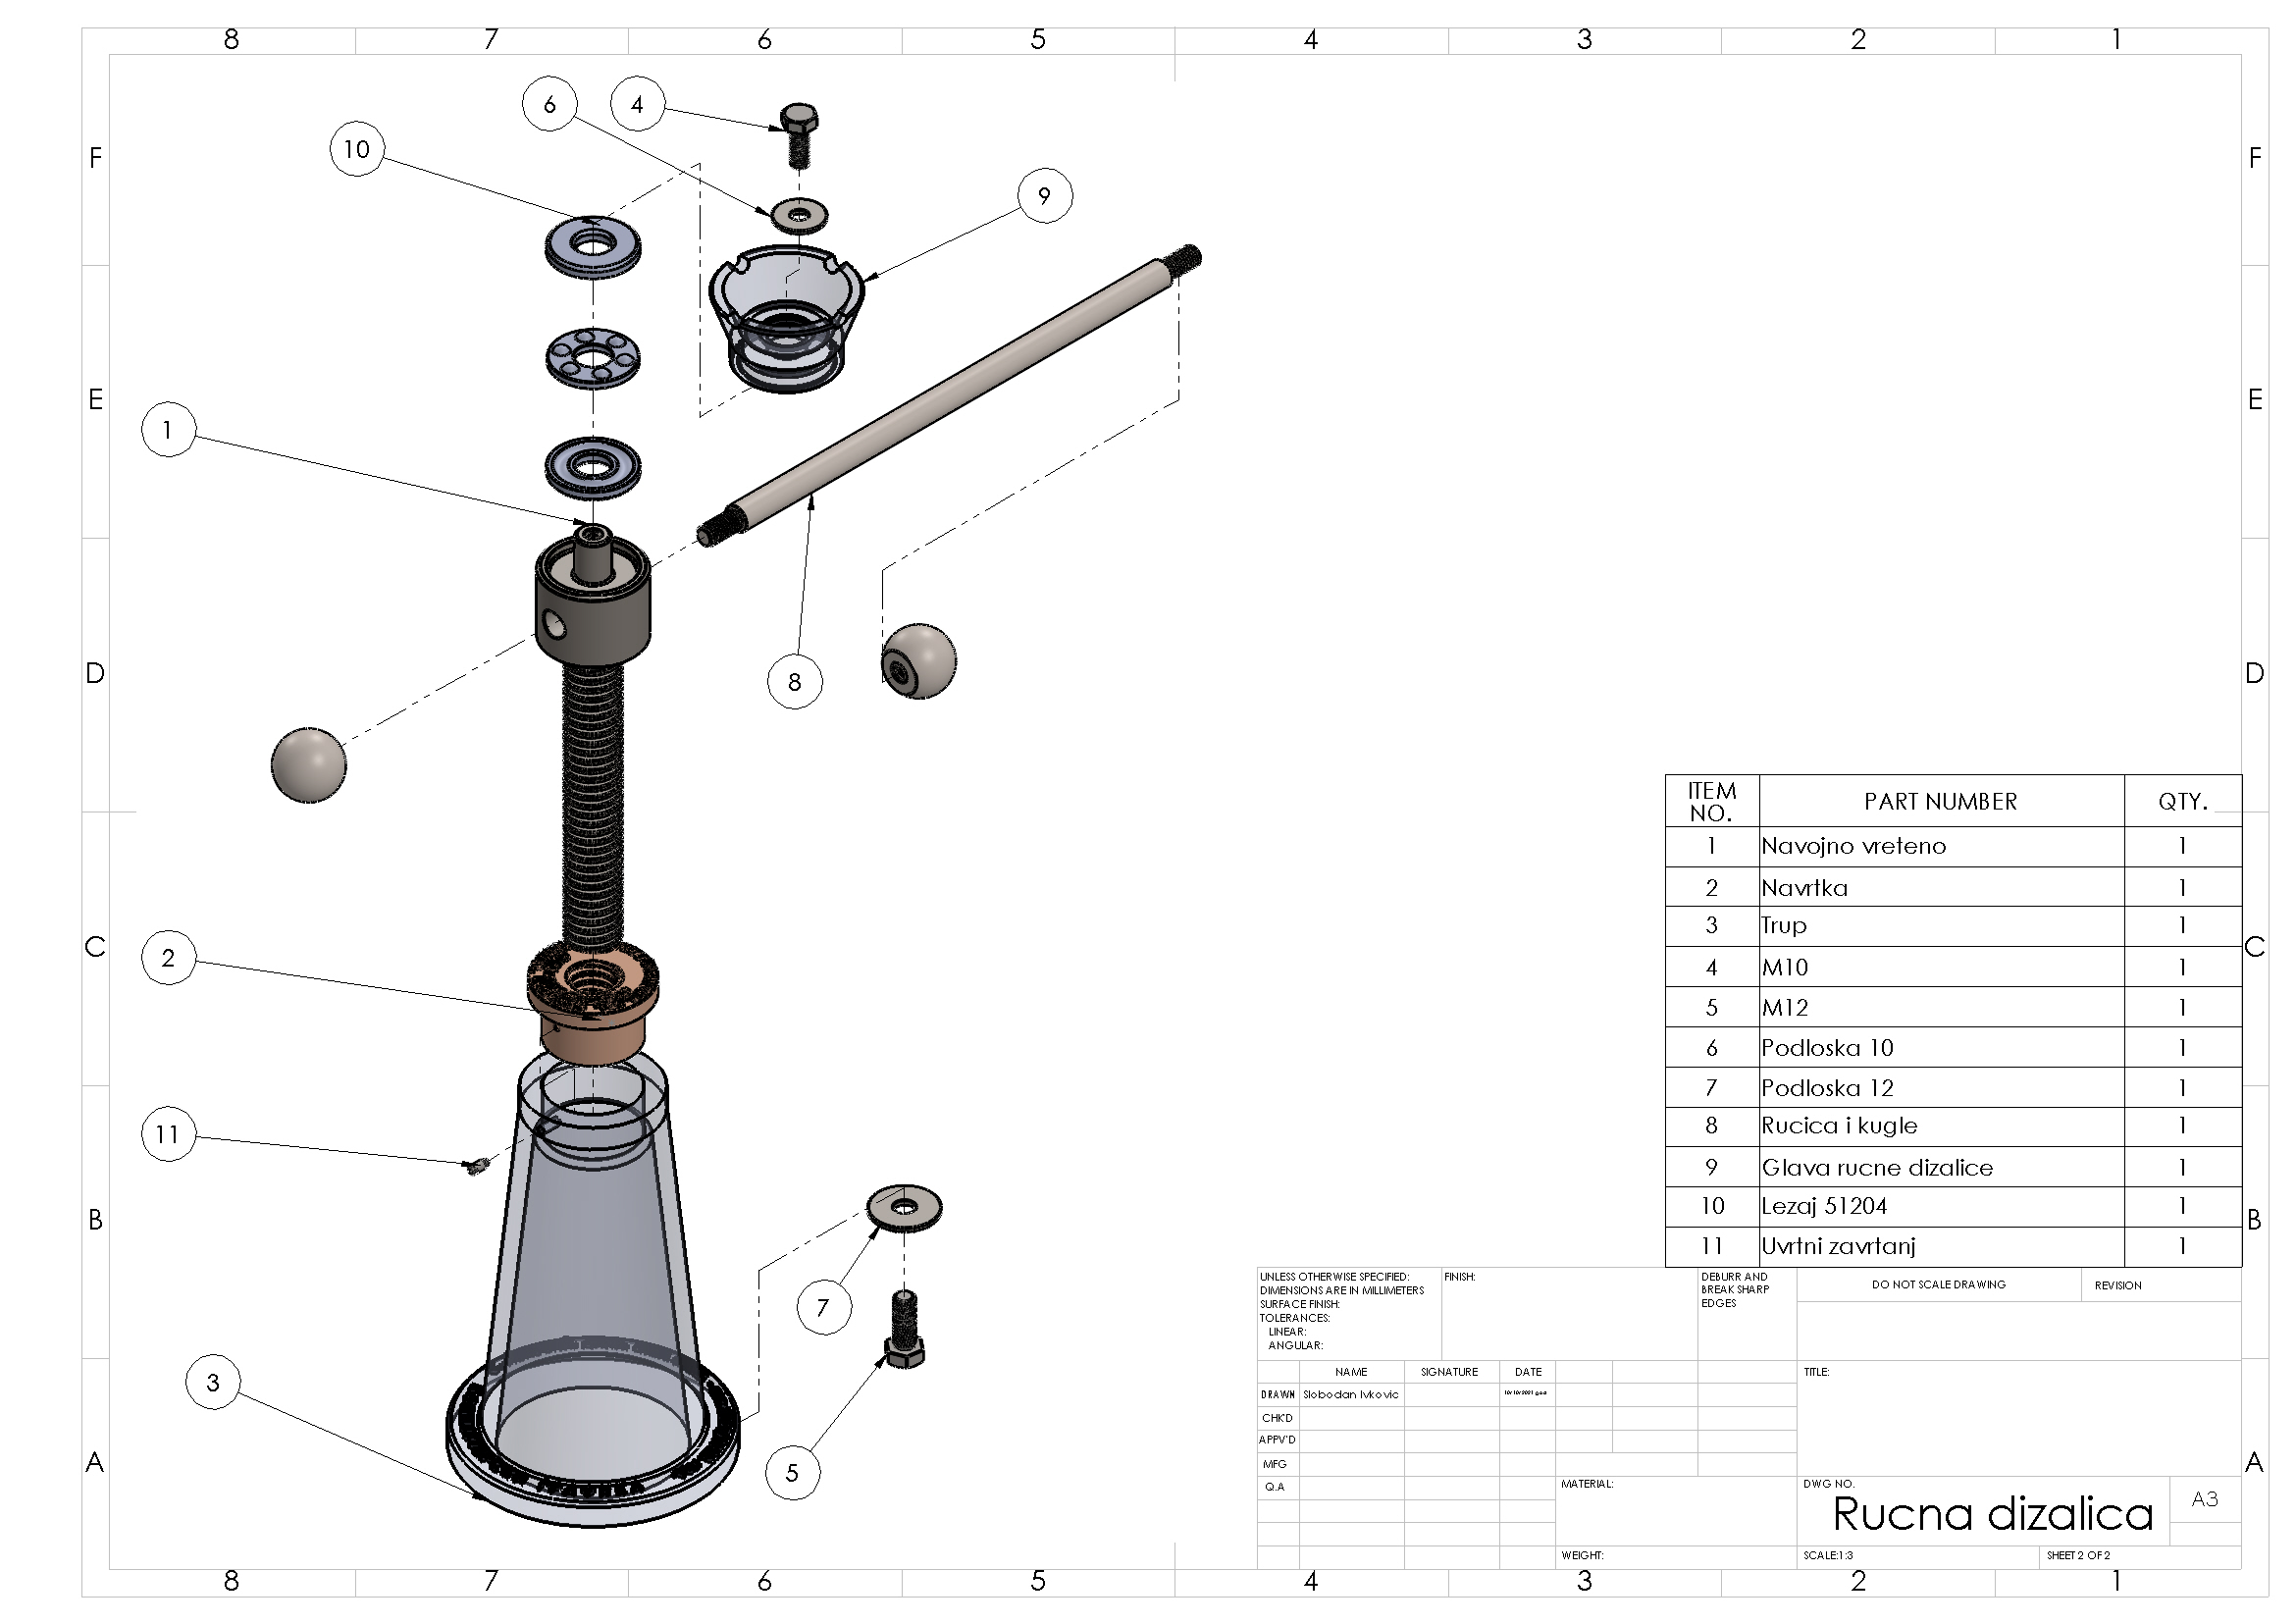 8 7 6 5 4 3 2 1
F F
E E
D D
C C
B B
A A
8 7 6 5 4 3 2 1
6
4
10
9
1
8
2
11
7
3
5
ITEM NO. PART NUMBER QTY.
1 Navojno vreteno 1
2 Navrtka 1
3 Trup 1
4 M10 1
5 M12 1
6 Podloska 10 1
7 Podloska 12 1
8 Rucica i kugle 1
9 Glava rucne dizalice 1
10 Lezaj 51204 1
11 Uvrtni zavrtanj 1
UNLESS OTHERWISE SPECIFIED:
DIMENSIONS ARE IN MILLIMETERS
SURFACE FINISH:
TOLERANCES:
LINEAR:
ANGULAR:
FINISH:
DEBURR AND
BREAK SHARP
EDGES
DO NOT SCALE DRAWING
REVISION
NAME SIGNATURE DATE
DRAWN Slobodan Ivkovic
CHK'D
APPV'D
MFG
Q.A
TITLE:
MATERIAL:
DWG NO.
Rucna dizalica
A3
WEIGHT:
SCALE:1:3
SHEET 2 OF 2